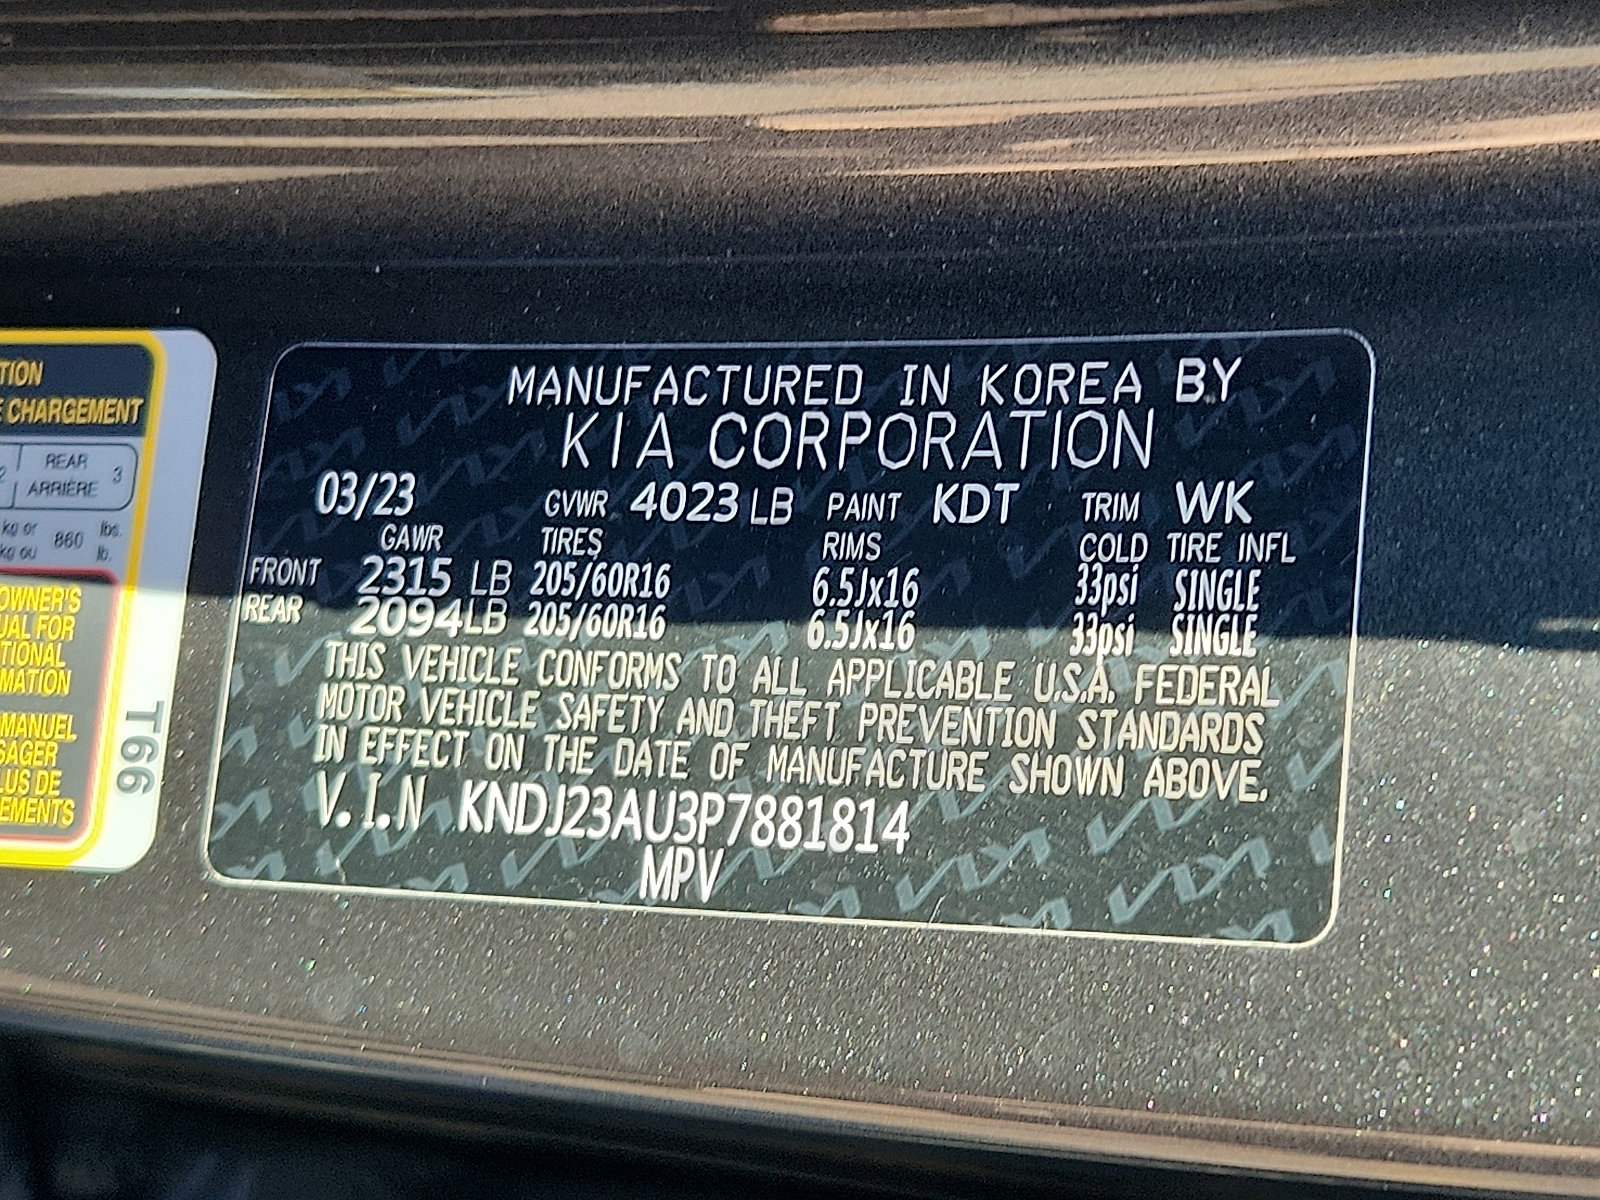 TION
E CHARGEMENT
2 REAR 3
ARRIÈRE
kg or 860 lbs.
kg ou lb.
OWNER'S
UAL FOR
TIONAL
MATION
MANUEL
SAGER
LUS DE
EMENTS
T66
MANUFACTURED IN KOREA BY
KIA CORPORATION
03/23 GVWR 4023 LB PAINT KDT TRIM WK
GAWR TIRES RIMS COLD TIRE INFL
FRONT 2315 LB 205/60R16 6.5Jx16 33psi SINGLE
REAR 2094LB 205/60R16 6.5Jx16 33psi SINGLE
THIS VEHICLE CONFORMS TO ALL APPLICABLE U.S.A. FEDERAL
MOTOR VEHICLE SAFETY AND THEFT PREVENTION STANDARDS
IN EFFECT ON THE DATE OF MANUFACTURE SHOWN ABOVE.
V.I.N KNDJ23AU3P7881814
MPV